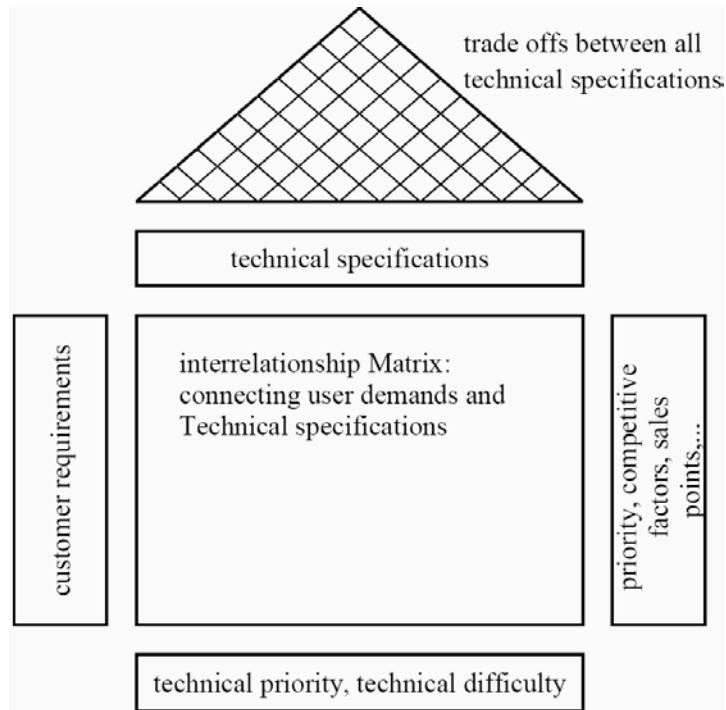 trade offs between all
technical specifications
technical specifications
customer requirements
interrelationship Matrix:
connecting user demands and
Technical specifications
priority, competitive
factors, sales
points,...
technical priority, technical difficulty